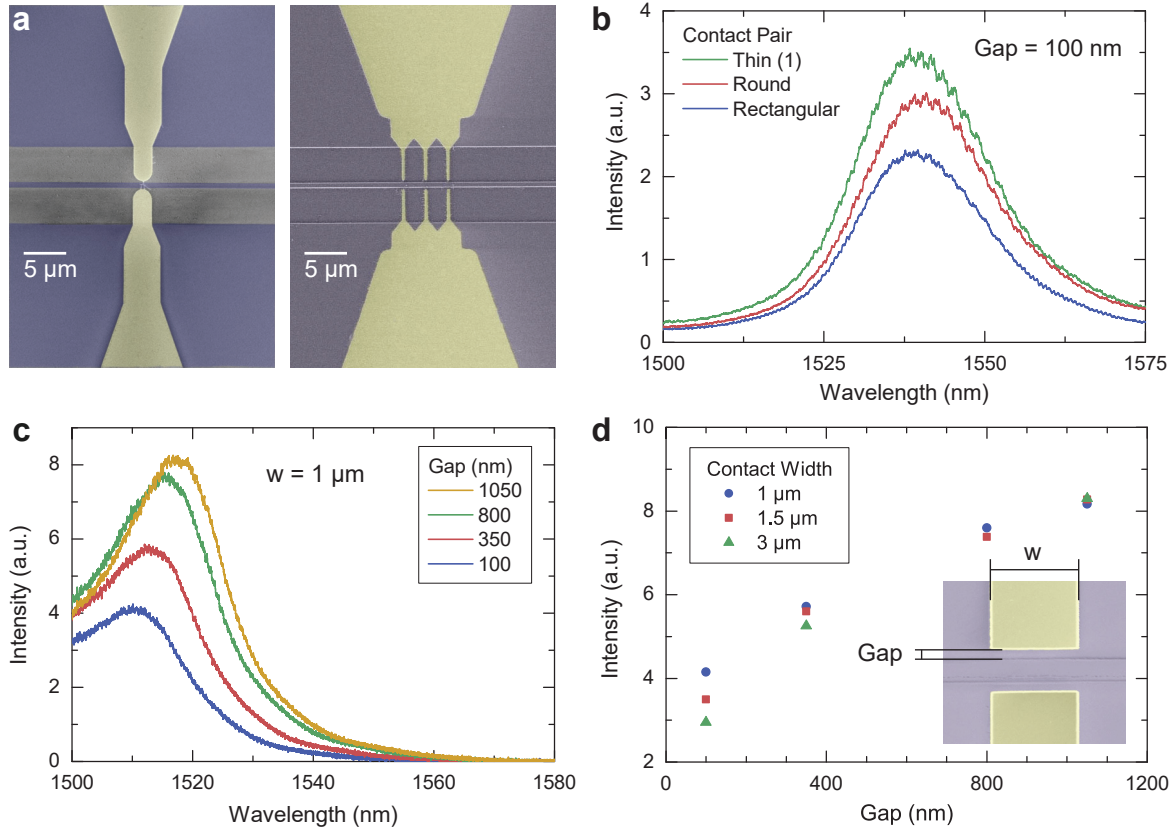 a
5 µm
5 µm
b
Contact Pair
Thin (1)
Round
Rectangular
Gap = 100 nm
Intensity (a.u.)
4
3
2
1
0
1500
1525
1550
1575
Wavelength (nm)
c
w = 1 µm
Gap (nm)
1050
800
350
100
Intensity (a.u.)
8
6
4
2
0
1500
1520
1540
1560
1580
Wavelength (nm)
d
Contact Width
1 µm
1.5 µm
3 µm
w
Gap
Intensity (a.u.)
10
8
6
4
2
0
400
800
1200
Gap (nm)